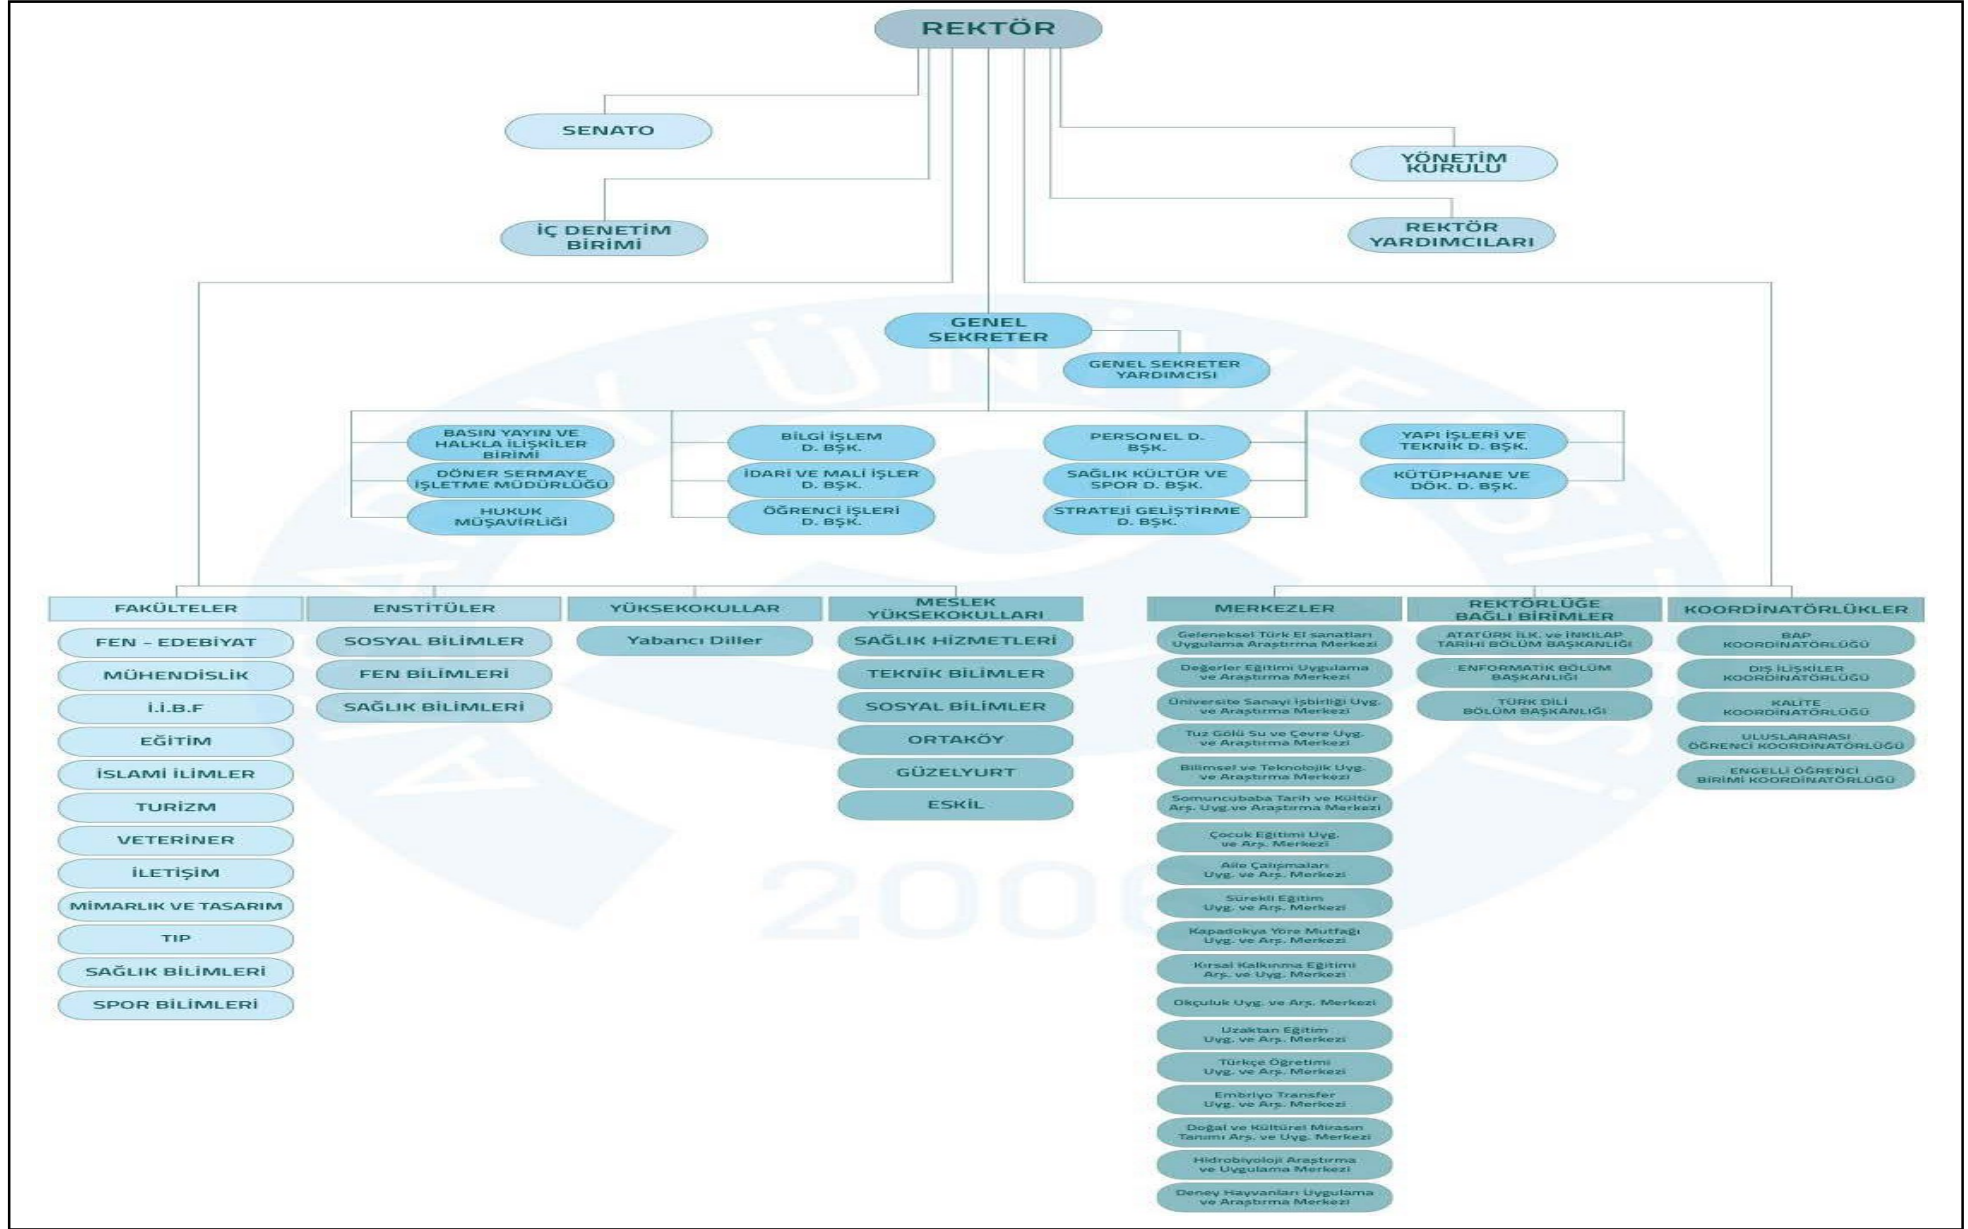 REKTÖR
SENATO
YÖNETİM
KURULU
İÇ DENETİM
BİRİMİ
REKTÖR
YARDIMCILARI
GENEL
SEKRETER
GENEL SEKRETER
YARDIMCISI
BASIN YAYIN VE
HALKLA İLİŞKİLER
BİRİMİ
DÖNER SERMAYE
İŞLETME MÜDÜRLÜĞÜ
HUKUK
MÜŞAVİRLİĞİ
BİLGİ İŞLEM
D. BŞK.
İDARİ VE MALİ İŞLER
D. BŞK.
ÖĞRENCİ İŞLERİ
D. BŞK.
PERSONEL D.
BŞK.
SAĞLIK KÜLTÜR VE
SPOR D. BŞK.
STRATEJİ GELİŞTİRME
D. BŞK.
YAPI İŞLERİ VE
TEKNİK D. BŞK.
KÜTÜPHANE VE
DÖK. D. BŞK.
FAKÜLTELER
FEN - EDEBİYAT
MÜHENDİSLİK
İ.İ.B.F
EĞİTİM
İSLAMİ İLİMLER
TURİZM
VETERİNER
İLETİŞİM
MİMARLIK VE TASARIM
TIP
SAĞLIK BİLİMLERİ
SPOR BİLİMLERİ
ENSTİTÜLER
SOSYAL BİLİMLER
FEN BİLİMLERİ
SAĞLIK BİLİMLERİ
YÜKSEKOKULLAR
Yabancı Diller
MESLEK
YÜKSEKOKULLARI
SAĞLIK HİZMETLERİ
TEKNİK BİLİMLER
SOSYAL BİLİMLER
ORTAKÖY
GÜZELYURT
ESKİL
MERKEZLER
Geleneksel Türk El sanatları
Uygulama Araştırma Merkezi
Değerler Eğitimi Uygulama
ve Araştırma Merkezi
Üniversite Sanayi İşbirliği Uyg.
ve Araştırma Merkezi
Tuz Gölü Su ve Çevre Uyg.
ve Araştırma Merkezi
Bilimsel ve Teknolojik Uyg.
ve Araştırma Merkezi
Somuncubaba Tarih ve Kültür
Arş. Uyg.ve Araştırma Merkezi
Çocuk Eğitimi Uyg.
ve Arş. Merkezi
Aile Çalışmaları
Uyg. ve Arş. Merkezi
Sürekli Eğitim
Uyg. ve Arş. Merkezi
Kapadokya Yöre Mutfağı
Uyg. ve Arş. Merkezi
Kırsal Kalkınma Eğitimi
Arş. ve Uyg. Merkezi
Okçuluk Uyg. ve Arş. Merkezi
Uzaktan Eğitim
Uyg. ve Arş. Merkezi
Türkçe Öğretimi
Uyg. ve Arş. Merkezi
Embriyo Transfer
Uyg. ve Arş. Merkezi
Doğal ve Kültürel Mirasın
Tanımı Arş. ve Uyg. Merkezi
Hidrobiyoloji Araştırma
ve Uygulama Merkezi
Deney Hayvanları Uygulama
ve Araştırma Merkezi
REKTÖRLÜĞE
BAĞLI BİRİMLER
ATATÜRK İLK. ve İNKILAP
TARİHİ BÖLÜM BAŞKANLIĞI
ENFORMATİK BÖLÜM
BAŞKANLIĞI
TÜRK DİLİ
BÖLÜM BAŞKANLIĞI
KOORDİNATÖRLÜKLER
BAP
KOORDİNATÖRLÜĞÜ
DIŞ İLİŞKİLER
KOORDİNATÖRLÜĞÜ
KALİTE
KOORDİNATÖRLÜĞÜ
ULUSLARARASI
ÖĞRENCİ KOORDİNATÖRLÜĞÜ
ENGELLİ ÖĞRENCİ
BİRİMİ KOORDİNATÖRLÜĞÜ
2006